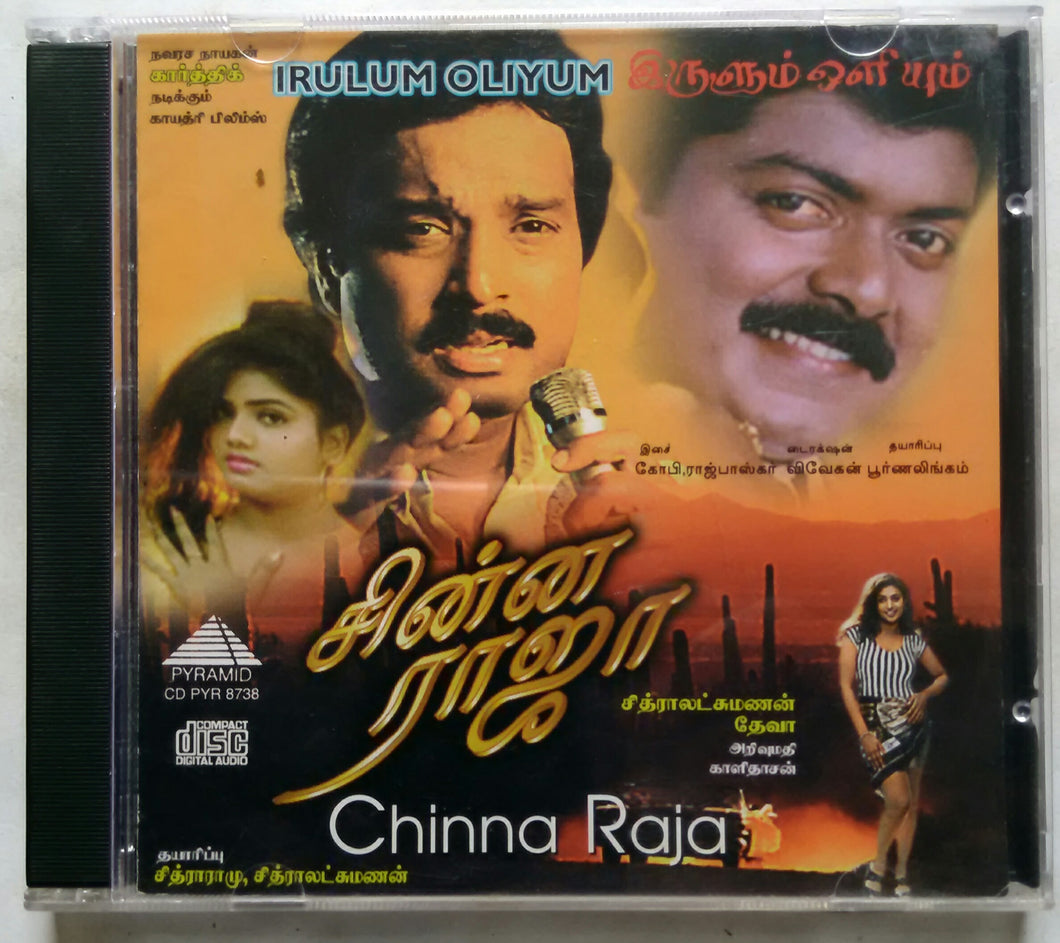 நவரச நாயகன்
கார்த்திக்
நடிக்கும்
காயத்ரி பிலிம்ஸ்
IRULUM OLIYUM இருளும் ஒளியும்
இசை டைரக்ஷன் தயாரிப்பு
கோபி,ராஜ்பாஸ்கா விவேகன் பூர்ணலிங்கம்
சின்ன
ராஜா
PYRAMID
CD PYR 8738
COMPACT
disc
DIGITAL AUDIO
சித்ராலட்சுமணன்
தேவா
அறிவுமதி
காளிதாசன்
Chinna Raja
தயாரிப்பு
சித்ராராமு, சித்ராலட்சுமணன்